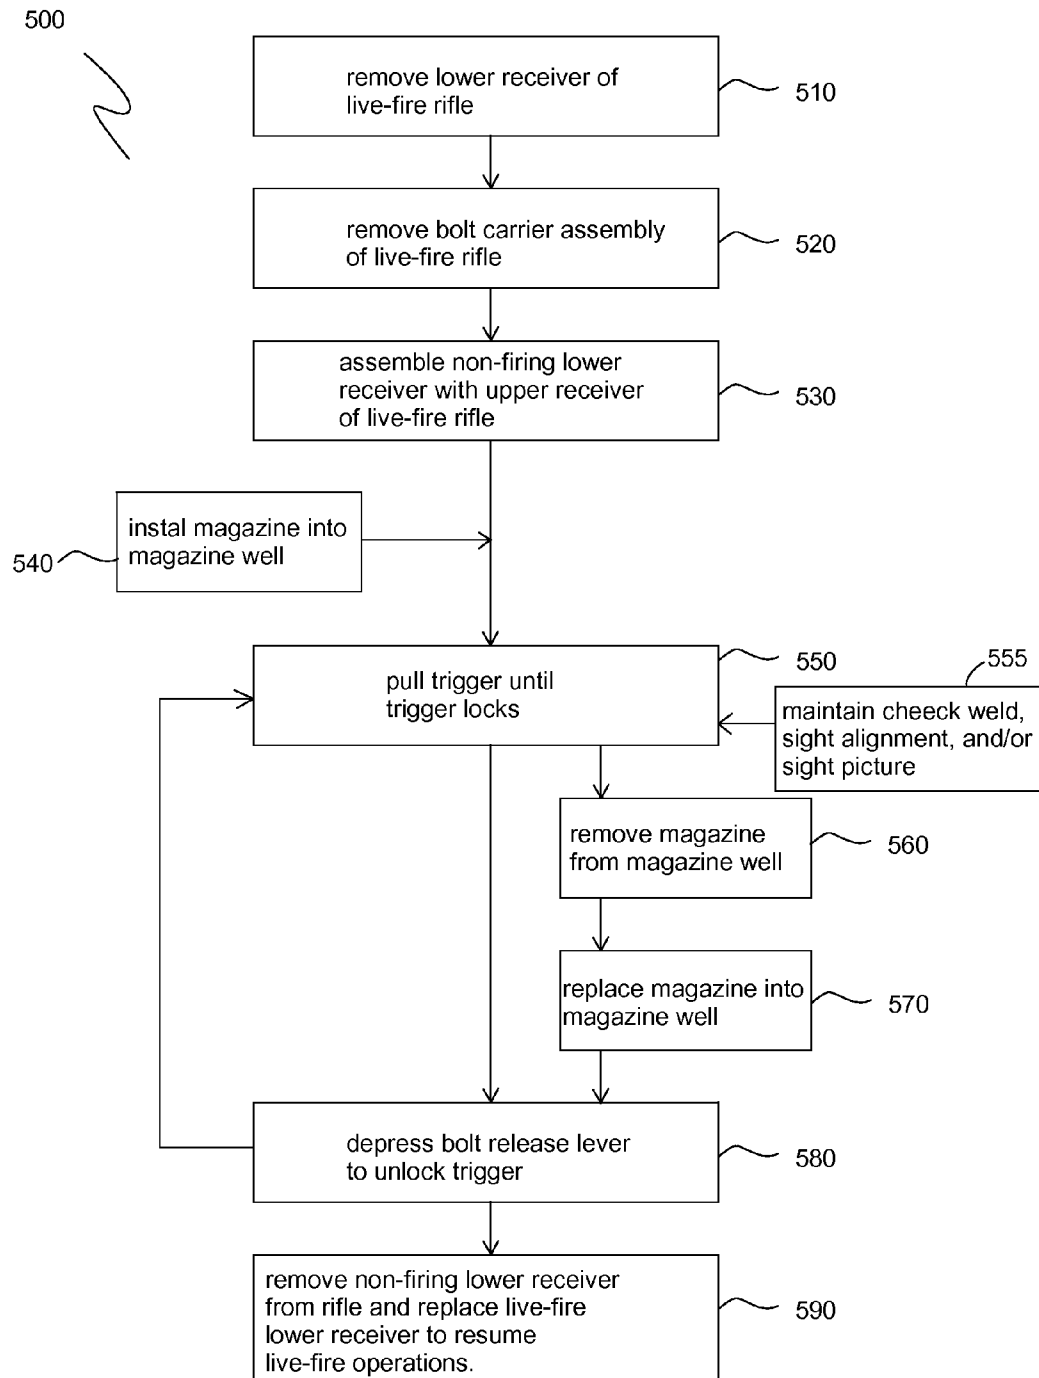 500
remove lower receiver of
live-fire rifle
510
remove bolt carrier assembly
of live-fire rifle
520
assemble non-firing lower
receiver with upper receiver
of live-fire rifle
530
instal magazine into
magazine well
540
pull trigger until
trigger locks
550
555
maintain cheeck weld,
sight alignment, and/or
sight picture
remove magazine
from magazine well
560
replace magazine into
magazine well
570
depress bolt release lever
to unlock trigger
580
remove non-firing lower receiver
from rifle and replace live-fire
lower receiver to resume
live-fire operations.
590